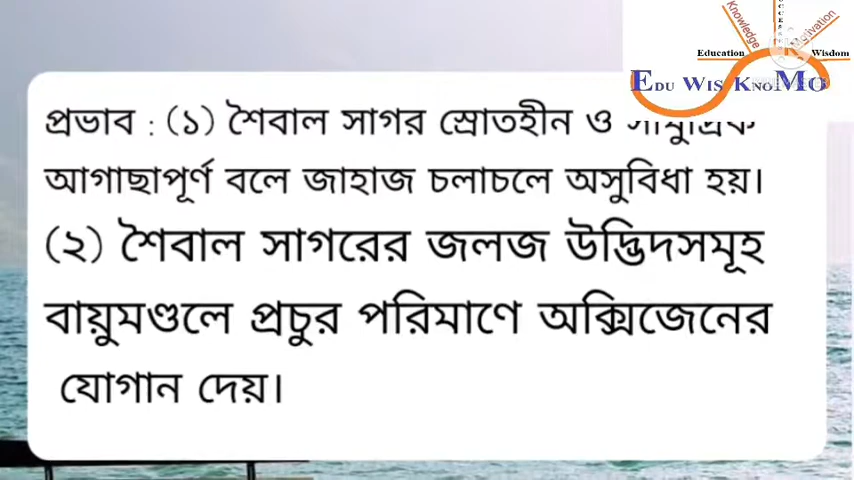 Knowledge
Motivation
Education
Wisdom
EDU WIS KNOMO
প্রভাব : (১) শৈবাল সাগর স্রোতহীন ও সামুদ্রিক
আগাছাপূর্ণ বলে জাহাজ চলাচলে অসুবিধা হয়।
(২) শৈবাল সাগরের জলজ উদ্ভিদসমূহ
বায়ুমণ্ডলে প্রচুর পরিমাণে অক্সিজেনের
যোগান দেয়।